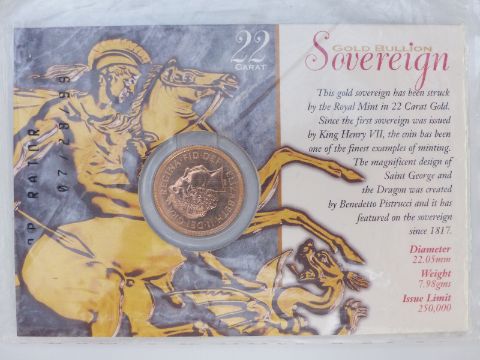 22
CARAT
GOLD BULLION
Sovereign
This gold sovereign has been struck
by the Royal Mint in 22 Carat Gold.
Since the first sovereign was issued
by King Henry VII, the coin has been
one of the finest examples of minting.
The magnificent design of
Saint George and
the Dragon was created
by Benedetto Pistrucci and it has
featured on the sovereign
since 1817.
Diameter
22.05mm
Weight
7.98gms
Issue Limit
250,000
07/28/99